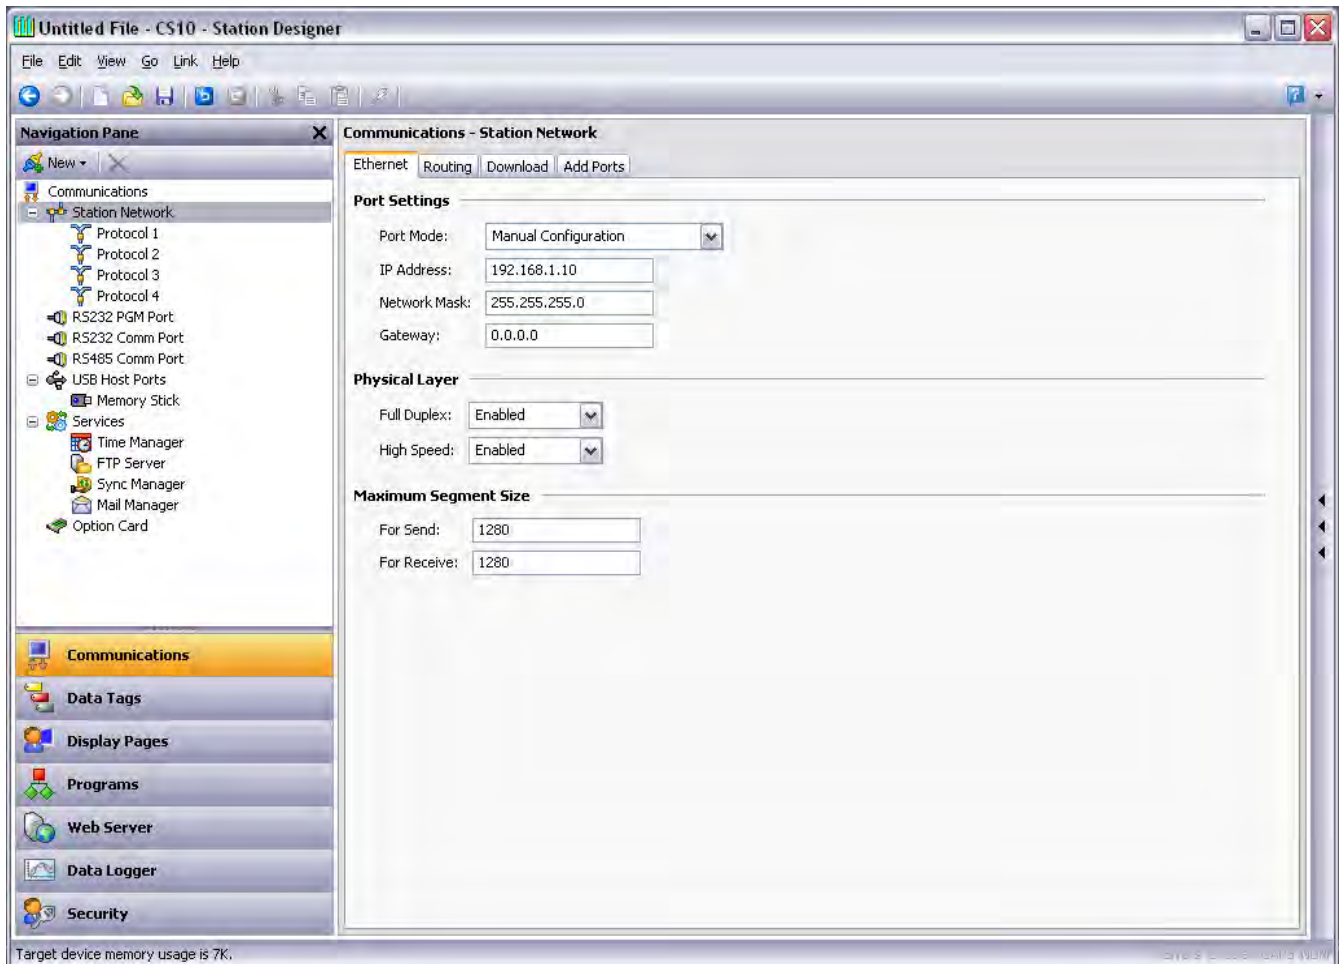 Untitled File - CS10 - Station Designer
File Edit View Go Link Help
Navigation Pane
New
Communications
Station Network
Protocol 1
Protocol 2
Protocol 3
Protocol 4
RS232 PGM Port
RS232 Comm Port
RS485 Comm Port
USB Host Ports
Memory Stick
Services
Time Manager
FTP Server
Sync Manager
Mail Manager
Option Card
Communications
Data Tags
Display Pages
Programs
Web Server
Data Logger
Security
Communications - Station Network
Ethernet Routing Download Add Ports
Port Settings
Port Mode: Manual Configuration
IP Address: 192.168.1.10
Network Mask: 255.255.255.0
Gateway: 0.0.0.0
Physical Layer
Full Duplex: Enabled
High Speed: Enabled
Maximum Segment Size
For Send: 1280
For Receive: 1280
Target device memory usage is 7K.